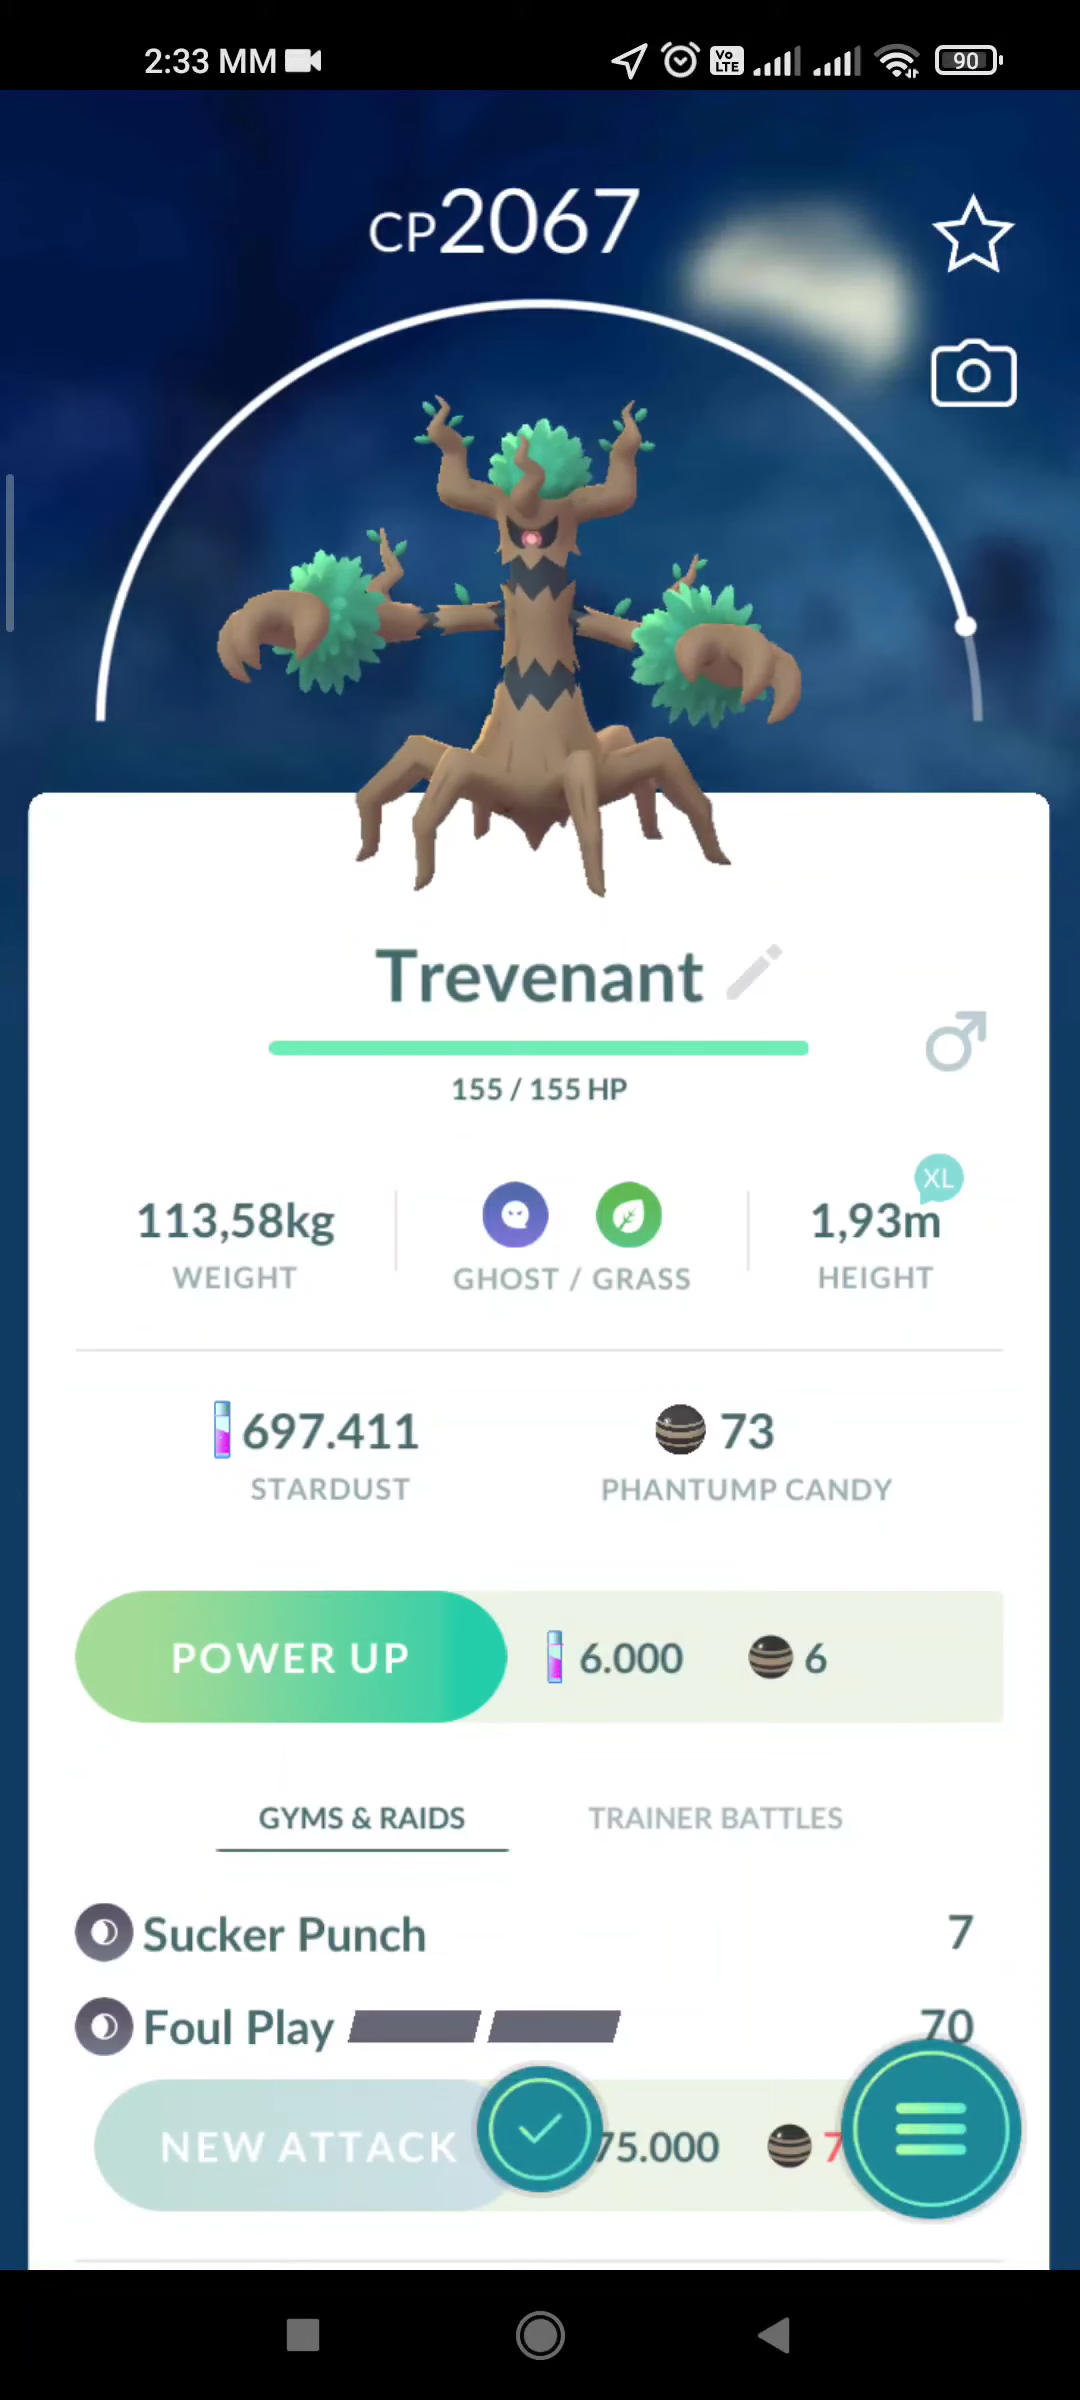 2:33 MM Vo LTE 90
CP2067
Trevenant
155 / 155 HP
XL
113,58kg 1,93m
WEIGHT GHOST / GRASS HEIGHT
697.411 73
STARDUST PHANTUMP CANDY
POWER UP 6.000 6
GYMS & RAIDS TRAINER BATTLES
Sucker Punch 7
Foul Play 70
NEW ATTACK 75.000